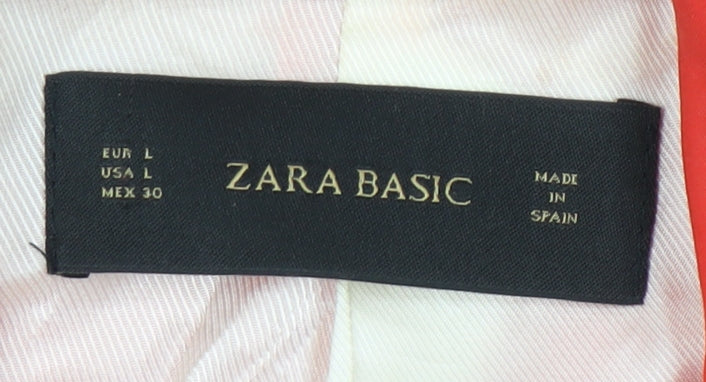 EUR L
USA L
MEX 30
ZARA BASIC
MADE
IN
SPAIN